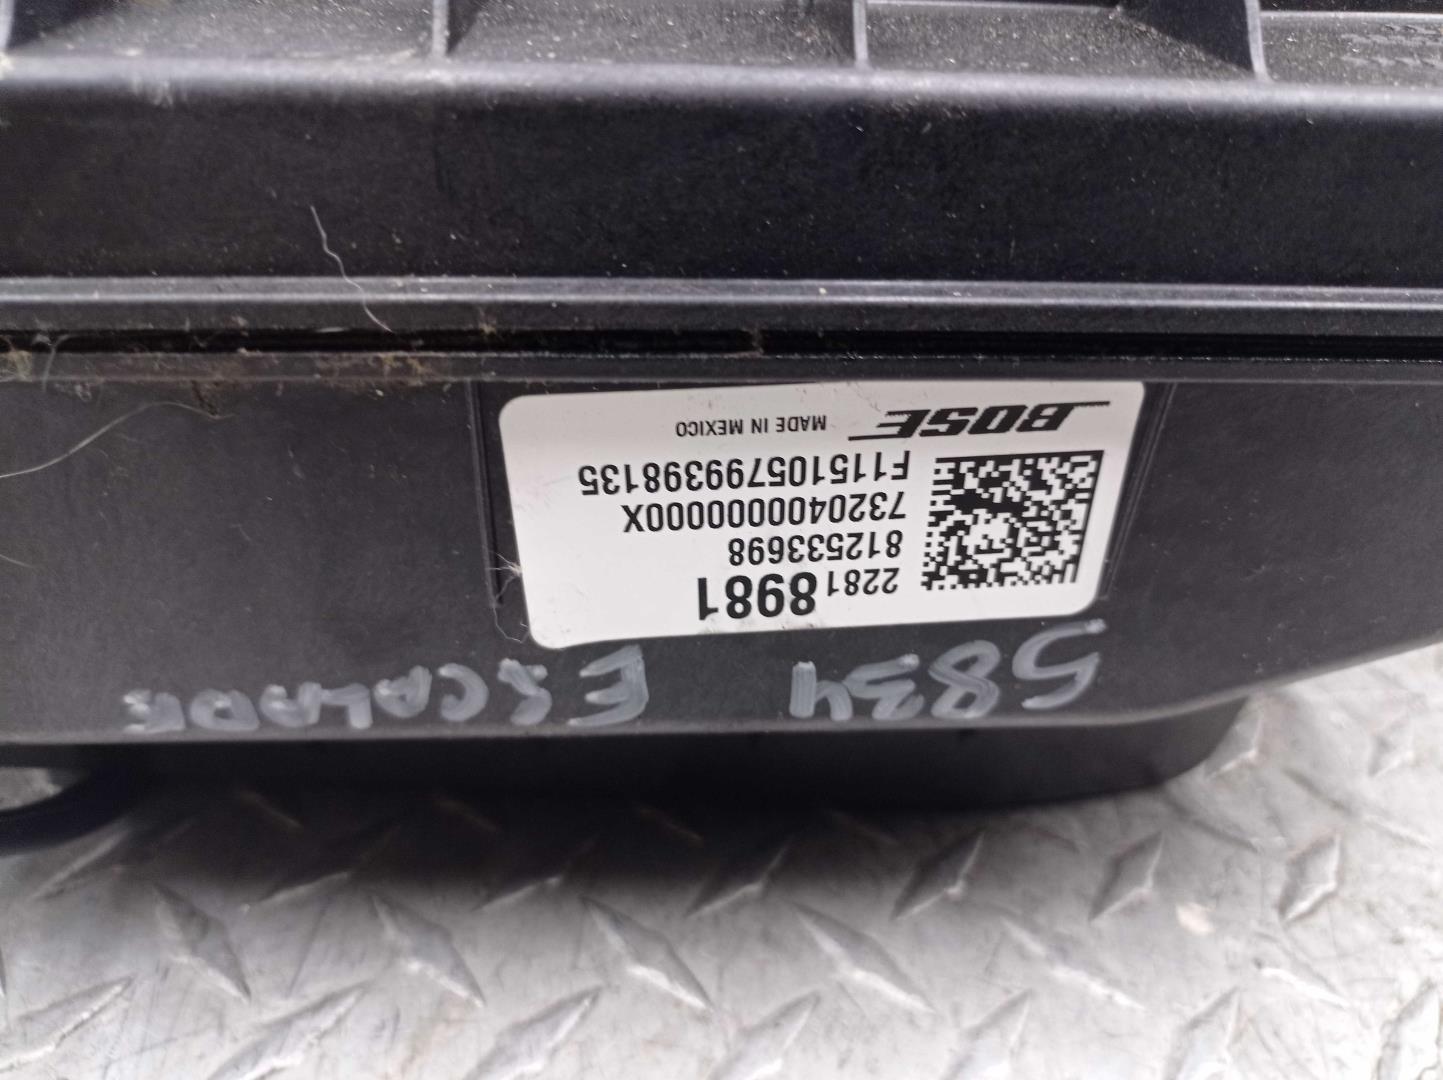 BOSE MADE IN MEXICO
F115105799398135
73204000000000X
812533698
22818981
5834 ESCALADE